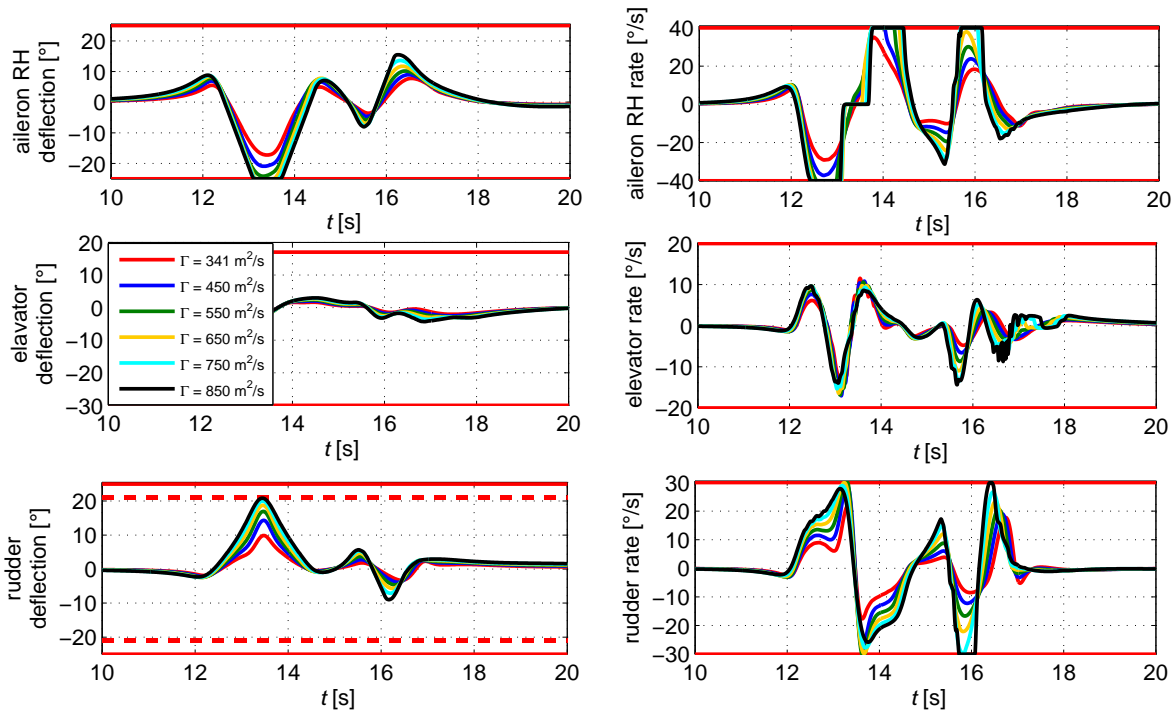 aileron RH
deflection [°]
20
10
0
−10
−20
10 12 14 16 18 20
t [s]
aileron RH rate [°/s]
40
20
0
−20
−40
10 12 14 16 18 20
t [s]
elavator
deflection [°]
20
10
0
−10
−20
−30
10 12 14 16 18 20
t [s]
Γ = 341 m²/s
Γ = 450 m²/s
Γ = 550 m²/s
Γ = 650 m²/s
Γ = 750 m²/s
Γ = 850 m²/s
elevator rate [°/s]
20
10
0
−10
−20
10 12 14 16 18 20
t [s]
rudder
deflection [°]
20
10
0
−10
−20
10 12 14 16 18 20
t [s]
rudder rate [°/s]
30
20
10
0
−10
−20
−30
10 12 14 16 18 20
t [s]